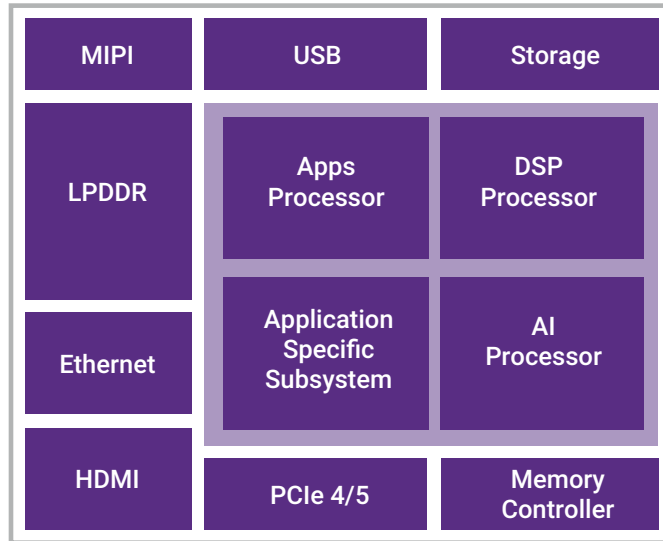 MIPI
USB
Storage
LPDDR
Apps
Processor
DSP
Processor
Ethernet
Application
Specific
Subsystem
AI
Processor
HDMI
PCIe 4/5
Memory
Controller